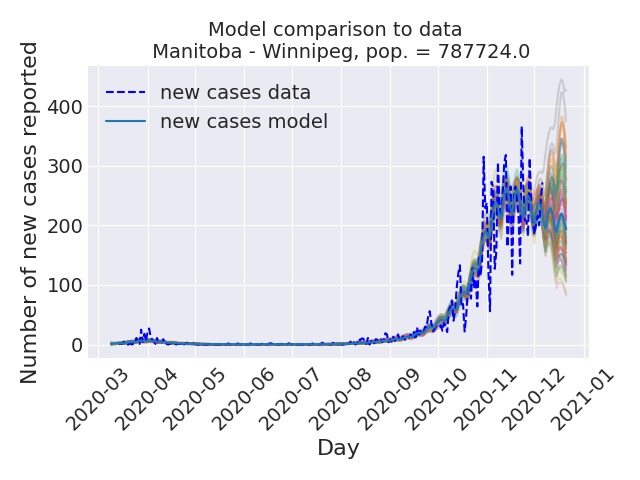 Model comparison to data
Manitoba - Winnipeg, pop. = 787724.0
Number of new cases reported
400
300
200
100
0
new cases data
new cases model
2020-03
2020-04
2020-05
2020-06
2020-07
2020-08
2020-09
2020-10
2020-11
2020-12
2021-01
Day